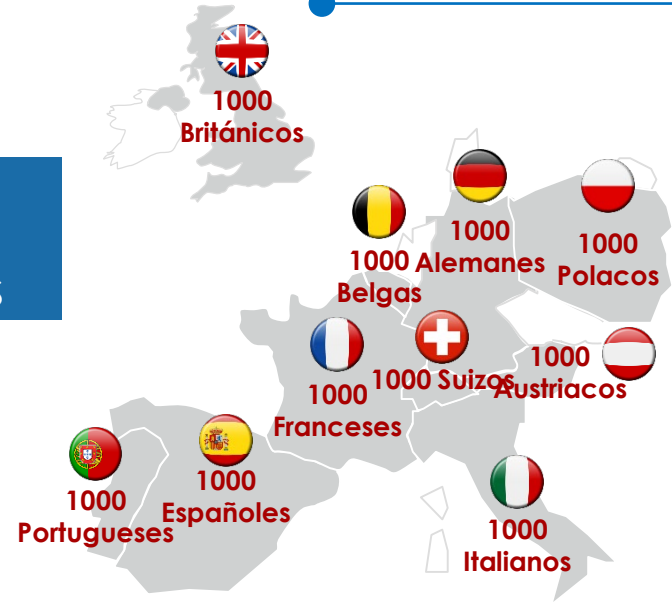 1000
Británicos
1000
Alemanes
1000
Polacos
1000
Belgas
1000
Franceses
1000 Suizos
1000
Austriacos
1000
Portugueses
1000
Españoles
1000
Italianos